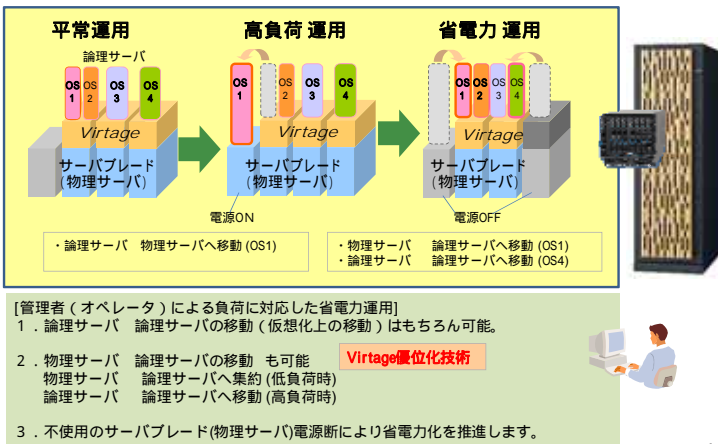 平常運用
高負荷 運用
省電力 運用
論理サーバ
OS
1
OS
2
OS
3
OS
4
OS
1
OS
2
OS
3
OS
4
OS
1
OS
2
OS
3
OS
4
Virtage
Virtage
Virtage
サーバブレード
(物理サーバ)
サーバブレード
(物理サーバ)
サーバブレード
(物理サーバ)
電源ON
電源OFF
・論理サーバ 物理サーバへ移動 (OS1)
・物理サーバ 論理サーバへ移動 (OS1)
・論理サーバ 論理サーバへ移動 (OS4)
[管理者（オペレータ）による負荷に対応した省電力運用]
１．論理サーバ 論理サーバの移動（仮想化上の移動）はもちろん可能。
２．物理サーバ 論理サーバの移動 も可能
Virtage優位化技術
物理サーバ 論理サーバへ集約 (低負荷時)
論理サーバ 論理サーバへ移動 (高負荷時)
３．不使用のサーバブレード(物理サーバ)電源断により省電力化を推進します。